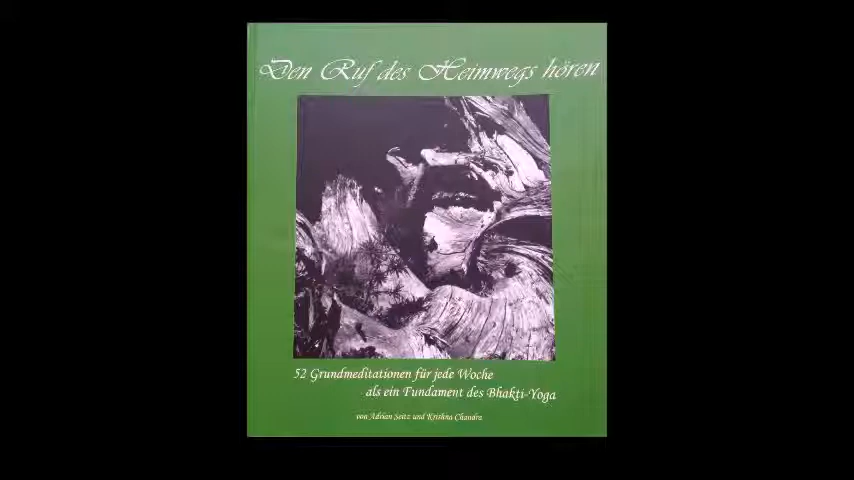 Den Ruf des Heimwegs hören
52 Grundmeditationen für jede Woche
als ein Fundament des Bhakti-Yoga
von Adrian Seitz und Krishna Chandra